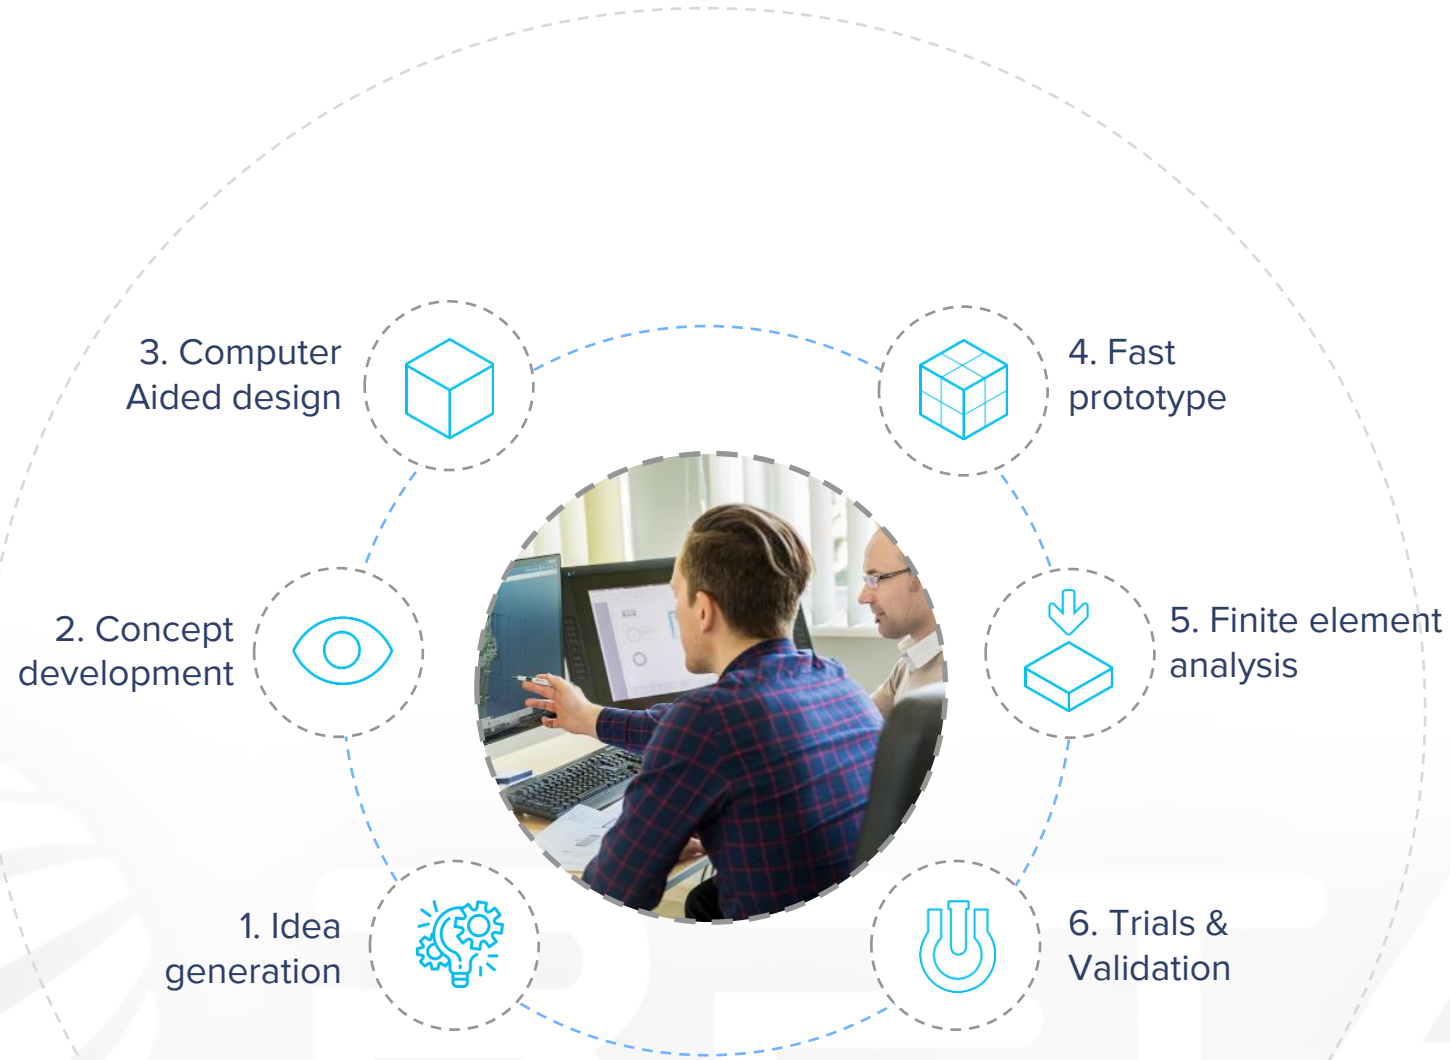 3. Computer
Aided design
4. Fast
prototype
2. Concept
development
5. Finite element
analysis
1. Idea
generation
6. Trials &
Validation